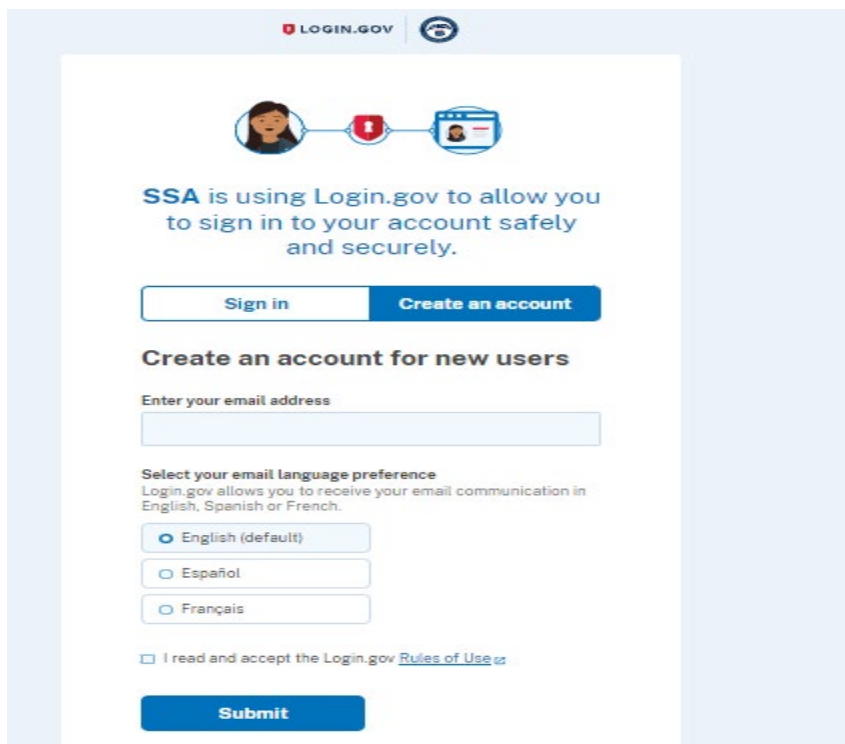 LOGIN.GOV
SSA is using Login.gov to allow you
to sign in to your account safely
and securely.
Sign in
Create an account
Create an account for new users
Enter your email address
Select your email language preference
Login.gov allows you to receive your email communication in
English, Spanish or French.
English (default)
Español
Français
I read and accept the Login.gov Rules of Use
Submit